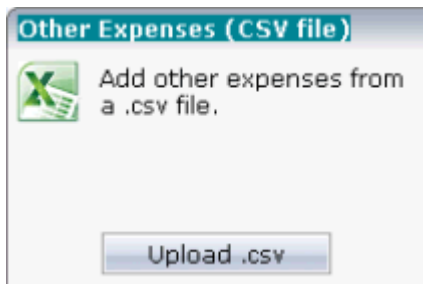 Other Expenses (CSV file)
Add other expenses from
a .csv file.
Upload .csv